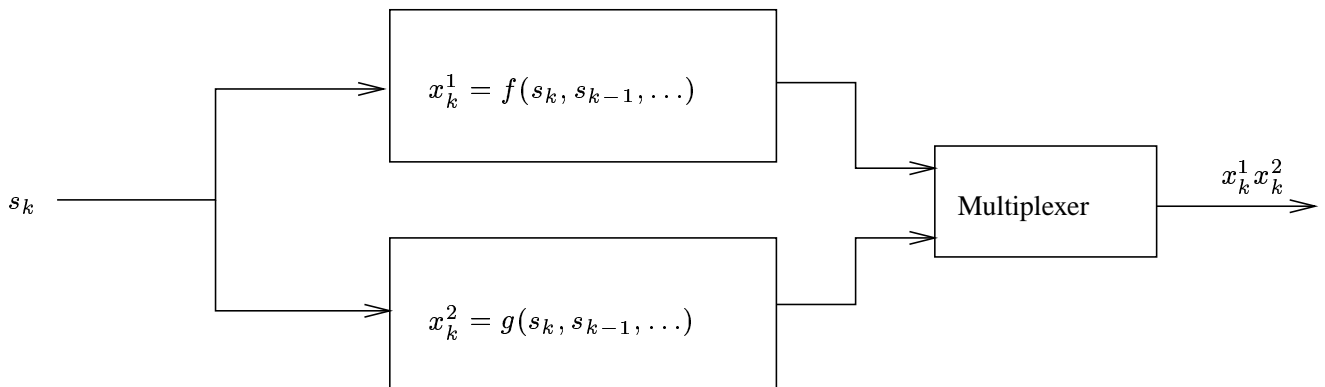 x_k^1 = f(s_k, s_{k-1}, ...)
x_k^1 x_k^2
s_k
Multiplexer
x_k^2 = g(s_k, s_{k-1}, ...)